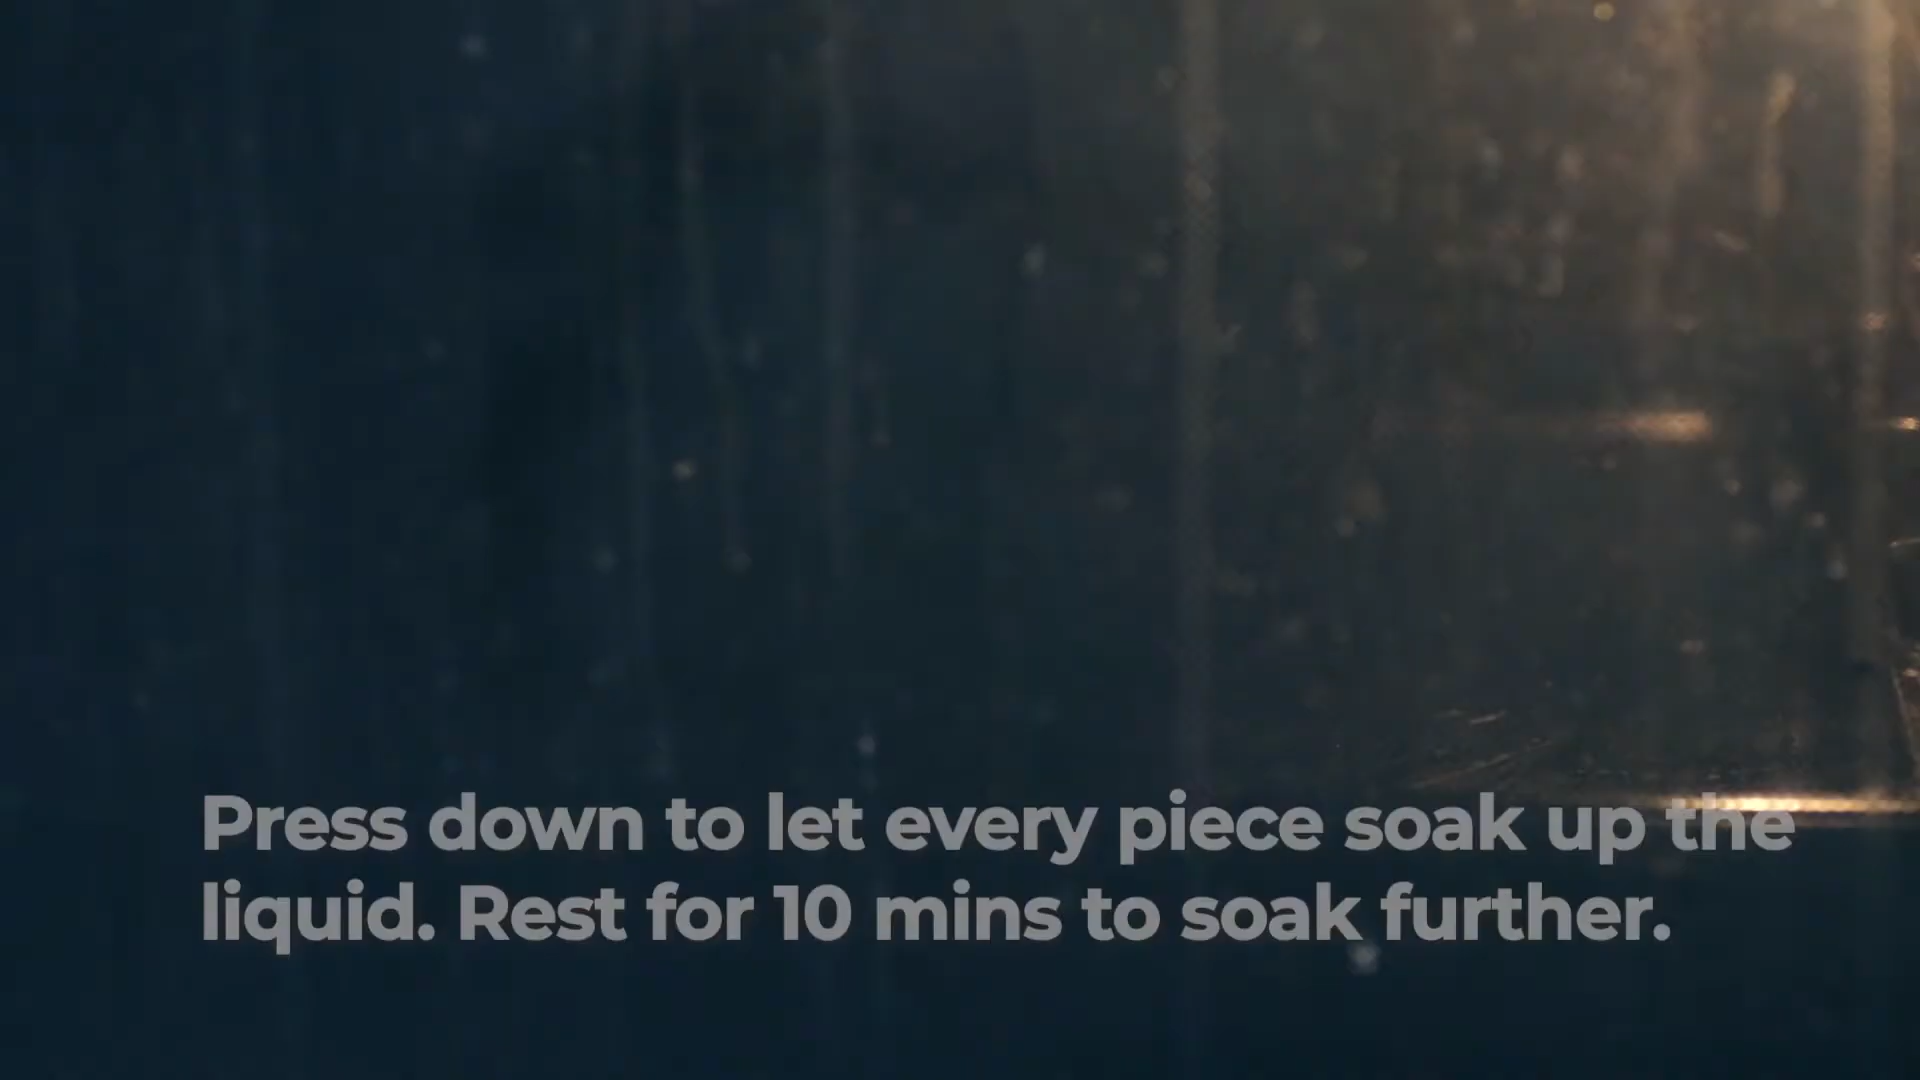 Press down to let every piece soak up the
liquid. Rest for 10 mins to soak further.